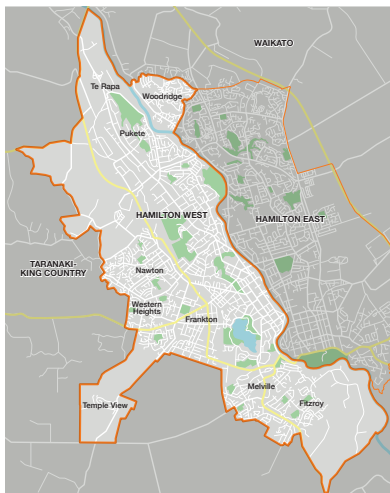 WAIKATO
Te Rapa
Woodridge
Pukete
HAMILTON WEST
HAMILTON EAST
TARANAKI-
KING COUNTRY
Nawton
Western
Heights
Frankton
Melville
Temple View
Fitzroy